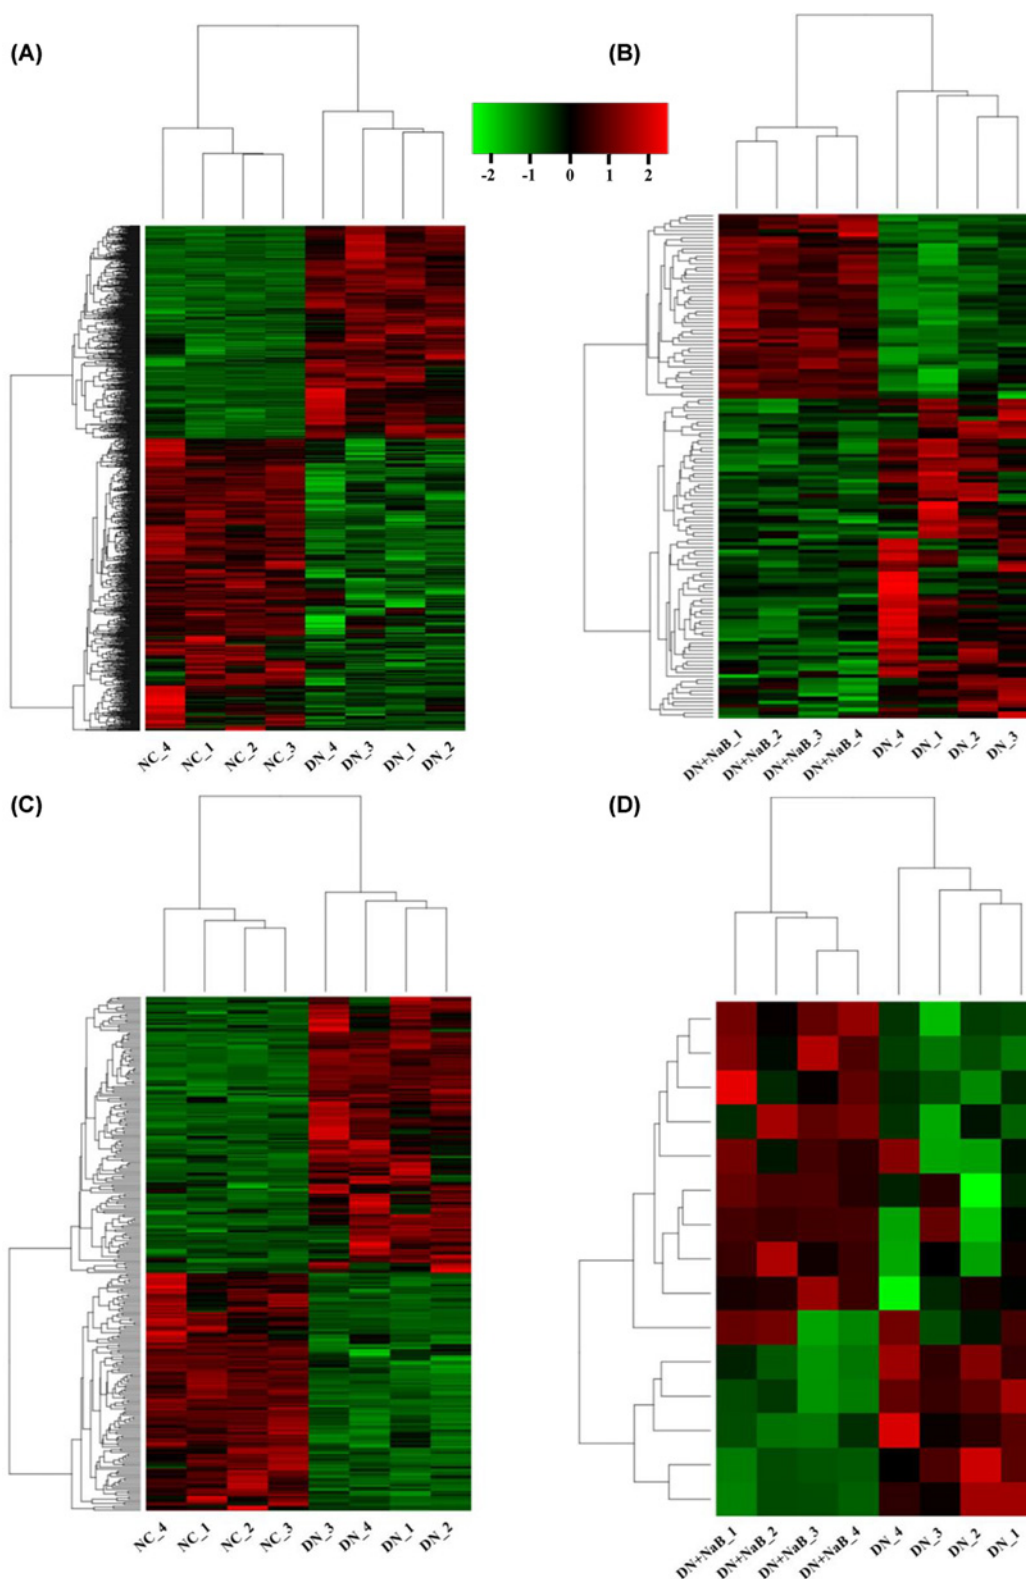 (A)
(B)
-2 -1 0 1 2
NC_4 NC_1 NC_2 NC_3 DN_4 DN_3 DN_1 DN_2
DN+NaB_1 DN+NaB_2 DN+NaB_3 DN+NaB_4 DN_4 DN_1 DN_2 DN_3
(C)
(D)
NC_4 NC_1 NC_2 NC_3 DN_3 DN_4 DN_1 DN_2
DN+NaB_1 DN+NaB_2 DN+NaB_3 DN+NaB_4 DN_4 DN_3 DN_2 DN_1